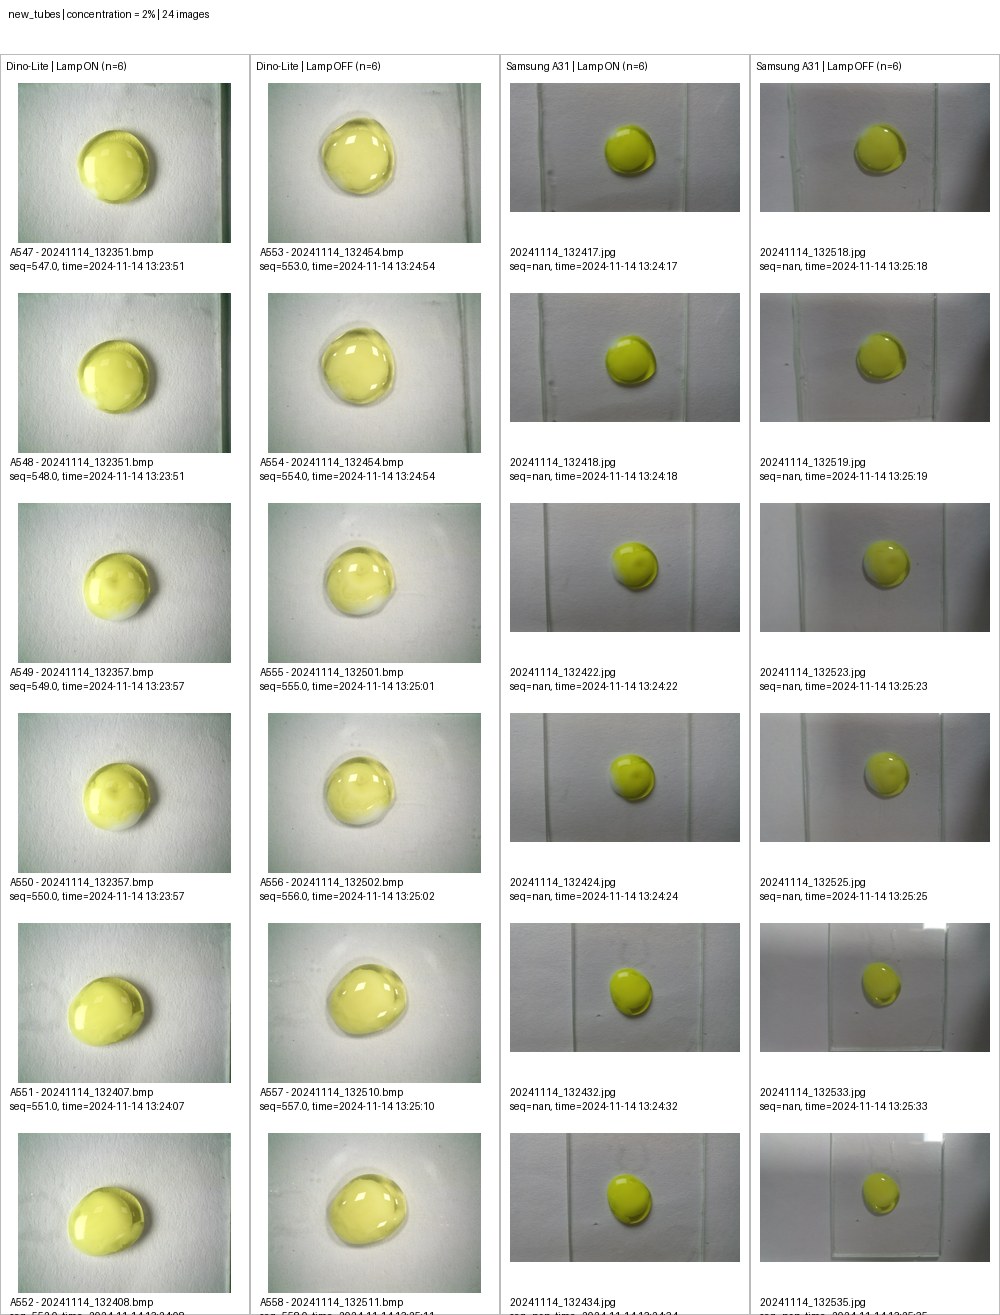 new_tubes | concentration = 2% | 24 images
Dino-Lite | Lamp ON (n=6)
Dino-Lite | Lamp OFF (n=6)
Samsung A31 | Lamp ON (n=6)
Samsung A31 | Lamp OFF (n=6)
A547 - 20241114_132351.bmp
seq=547.0, time=2024-11-14 13:23:51
A553 - 20241114_132454.bmp
seq=553.0, time=2024-11-14 13:24:54
20241114_132417.jpg
seq=nan, time=2024-11-14 13:24:17
20241114_132518.jpg
seq=nan, time=2024-11-14 13:25:18
A548 - 20241114_132351.bmp
seq=548.0, time=2024-11-14 13:23:51
A554 - 20241114_132454.bmp
seq=554.0, time=2024-11-14 13:24:54
20241114_132418.jpg
seq=nan, time=2024-11-14 13:24:18
20241114_132519.jpg
seq=nan, time=2024-11-14 13:25:19
A549 - 20241114_132357.bmp
seq=549.0, time=2024-11-14 13:23:57
A555 - 20241114_132501.bmp
seq=555.0, time=2024-11-14 13:25:01
20241114_132422.jpg
seq=nan, time=2024-11-14 13:24:22
20241114_132523.jpg
seq=nan, time=2024-11-14 13:25:23
A550 - 20241114_132357.bmp
seq=550.0, time=2024-11-14 13:23:57
A556 - 20241114_132502.bmp
seq=556.0, time=2024-11-14 13:25:02
20241114_132424.jpg
seq=nan, time=2024-11-14 13:24:24
20241114_132525.jpg
seq=nan, time=2024-11-14 13:25:25
A551 - 20241114_132407.bmp
seq=551.0, time=2024-11-14 13:24:07
A557 - 20241114_132510.bmp
seq=557.0, time=2024-11-14 13:25:10
20241114_132432.jpg
seq=nan, time=2024-11-14 13:24:32
20241114_132533.jpg
seq=nan, time=2024-11-14 13:25:33
A552 - 20241114_132408.bmp
A558 - 20241114_132511.bmp
20241114_132434.jpg
20241114_132535.jpg